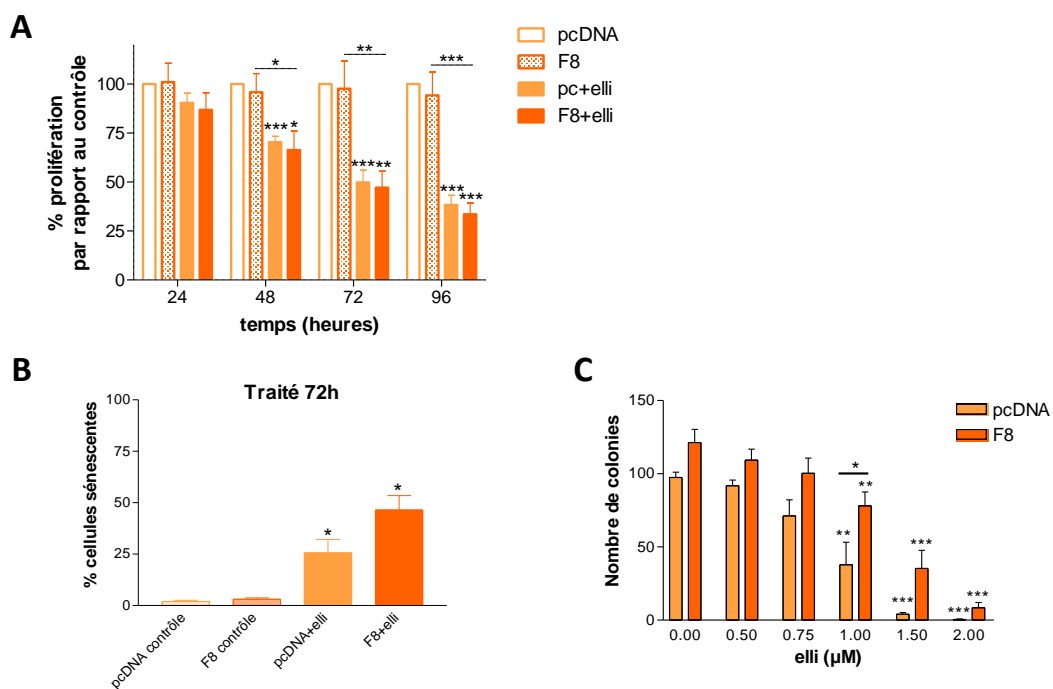 A
% prolifération
par rapport au contrôle
100
75
50
25
0
*
*** *
**
*** **
***
***
***
24 48 72 96
temps (heures)
pcDNA
F8
pc+elli
F8+elli
B
Traité 72h
% cellules sénescentes
100
75
50
25
0
*
*
pcDNA contrôle
F8 contrôle
pcDNA+elli
F8+elli
C
Nombre de colonies
150
100
50
0
*
**
**
***
***
***
***
0.00 0.50 0.75 1.00 1.50 2.00
elli (µM)
pcDNA
F8